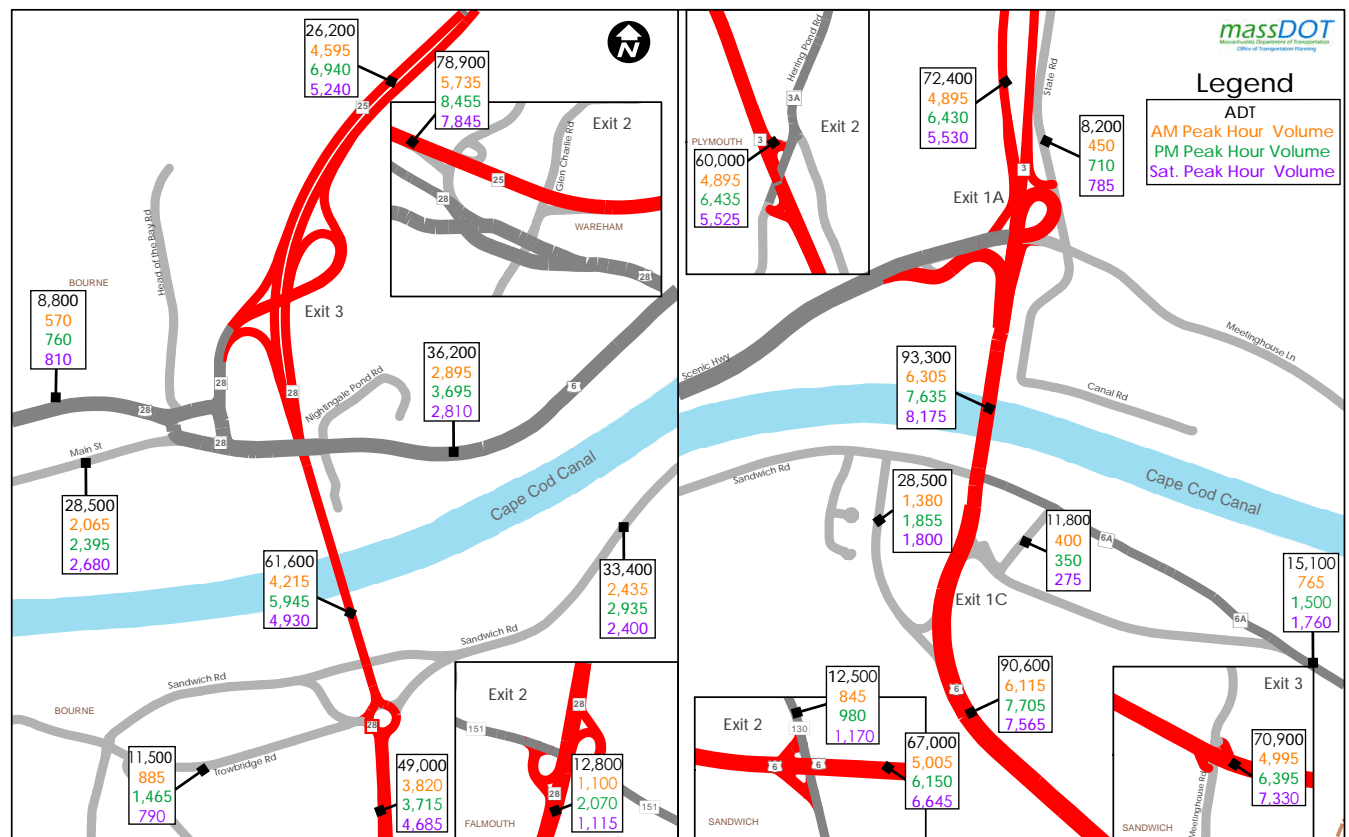 26,200
4,595
6,940
5,240
N
25
78,900
5,735
8,455
7,845
Exit 2
Glen Charlie Rd
25
28
WAREHAM
28
Head of the Bay Rd
BOURNE
8,800
570
760
810
Exit 3
28
28
28
28
Nightingale Pond Rd
36,200
2,895
3,695
2,810
6
Main St
28,500
2,065
2,395
2,680
Cape Cod Canal
61,600
4,215
5,945
4,930
33,400
2,435
2,935
2,400
Sandwich Rd
Sandwich Rd
BOURNE
28
Trowbridge Rd
11,500
885
1,465
790
49,000
3,820
3,715
4,685
Exit 2
28
151
12,800
1,100
2,070
1,115
28
151
FALMOUTH
Herring Pond Rd
3A
Exit 2
PLYMOUTH
3
60,000
4,895
6,435
5,525
72,400
4,895
6,430
5,530
State Rd
8,200
450
710
785
3
Exit 1A
massDOT
Massachusetts Department of Transportation
Office of Transportation Planning
Legend
ADT
AM Peak Hour Volume
PM Peak Hour Volume
Sat. Peak Hour Volume
Scenic Hwy
Meetinghouse Ln
93,300
6,305
7,635
8,175
Canal Rd
Sandwich Rd
Cape Cod Canal
28,500
1,380
1,855
1,800
11,800
400
350
275
6A
Exit 1C
6A
15,100
765
1,500
1,760
6
90,600
6,115
7,705
7,565
12,500
845
980
1,170
Exit 2
130
6
6
67,000
5,005
6,150
6,645
SANDWICH
Exit 3
70,900
4,995
6,395
7,330
6
Meetinghouse Rd
SANDWICH